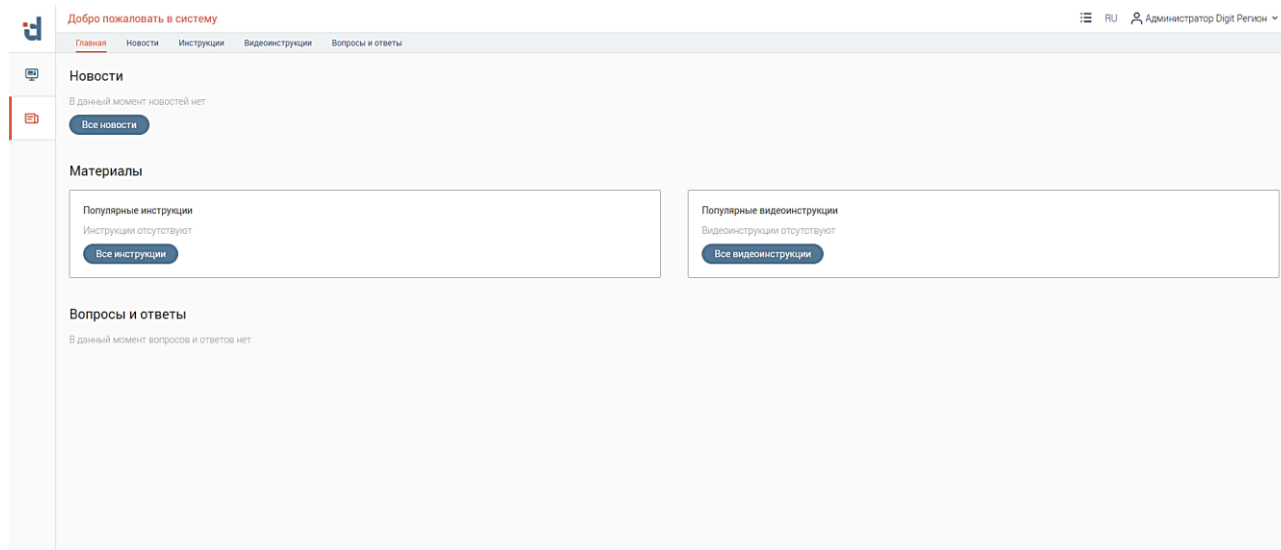 Добро пожаловать в систему
RU Администратор Digit Регион
Главная Новости Инструкции Видеоинструкции Вопросы и ответы
Новости
В данный момент новостей нет
Все новости
Материалы
Популярные инструкции
Инструкции отсутствуют
Все инструкции
Популярные видеоинструкции
Видеоинструкции отсутствуют
Все видеоинструкции
Вопросы и ответы
В данный момент вопросов и ответов нет